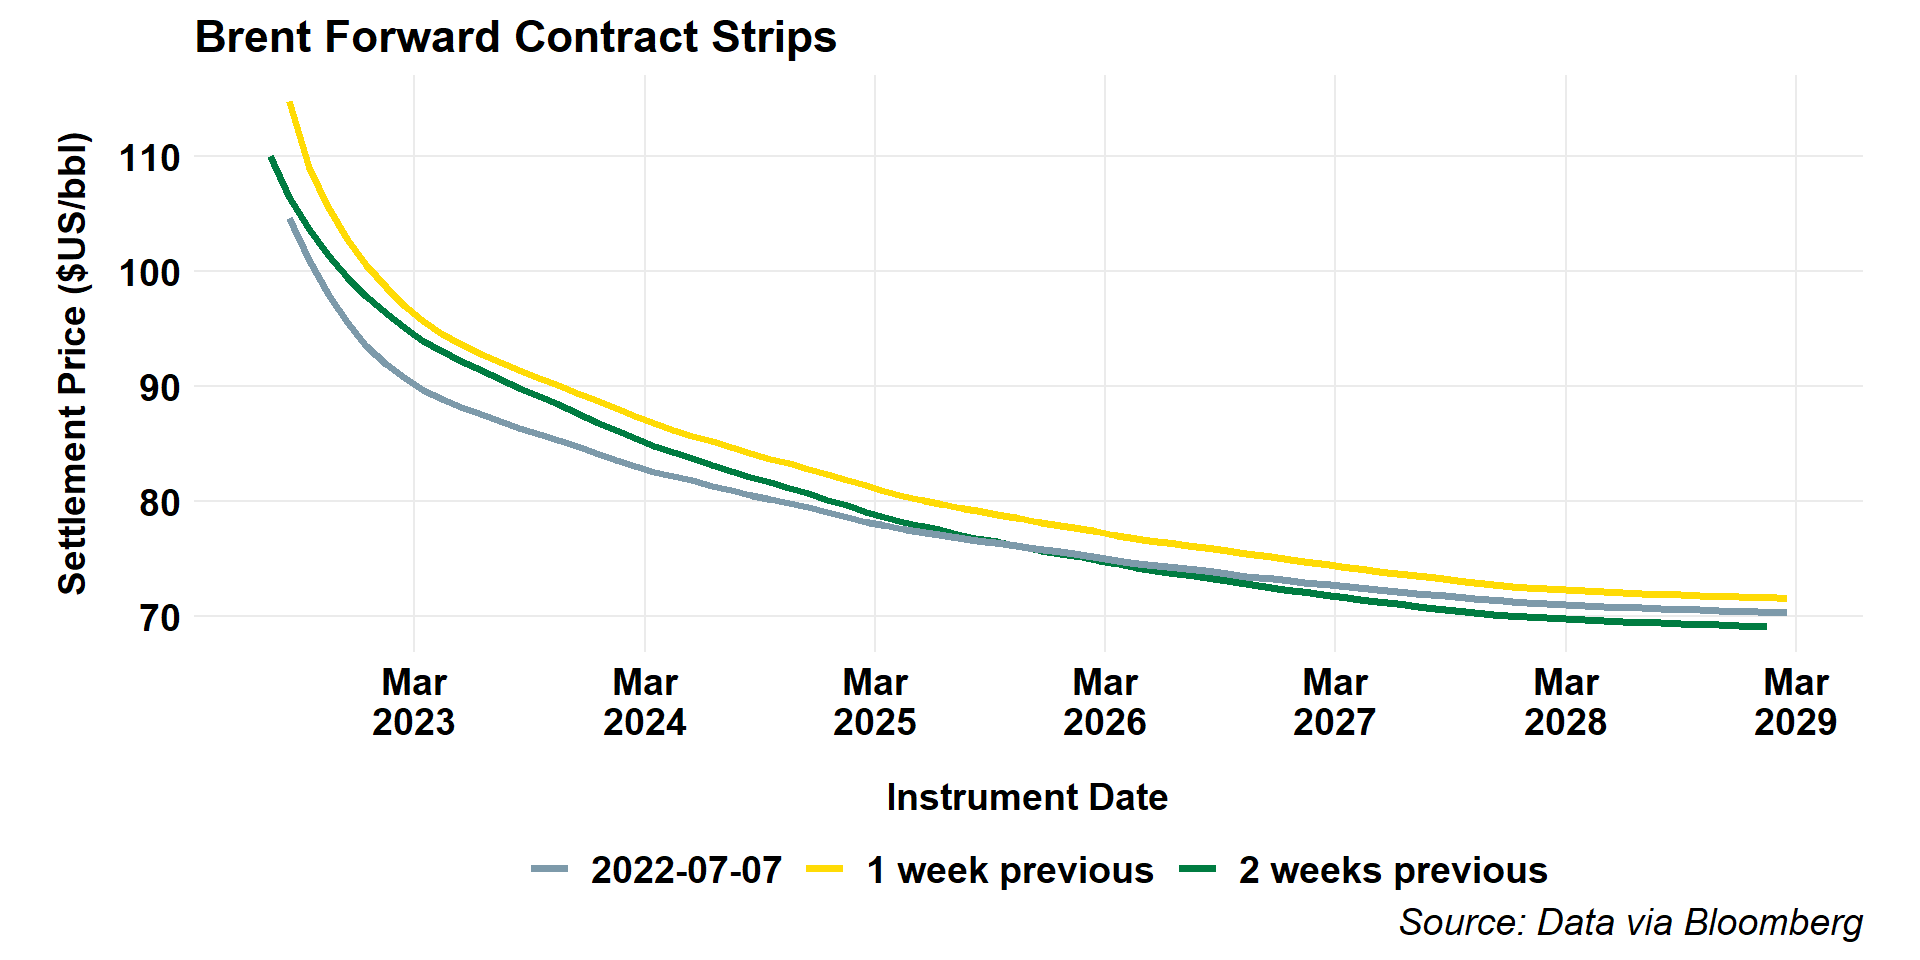 Brent Forward Contract Strips
Settlement Price ($US/bbl)
110
100
90
80
70
Mar 2023
Mar 2024
Mar 2025
Mar 2026
Mar 2027
Mar 2028
Mar 2029
Instrument Date
2022-07-07 1 week previous 2 weeks previous
Source: Data via Bloomberg